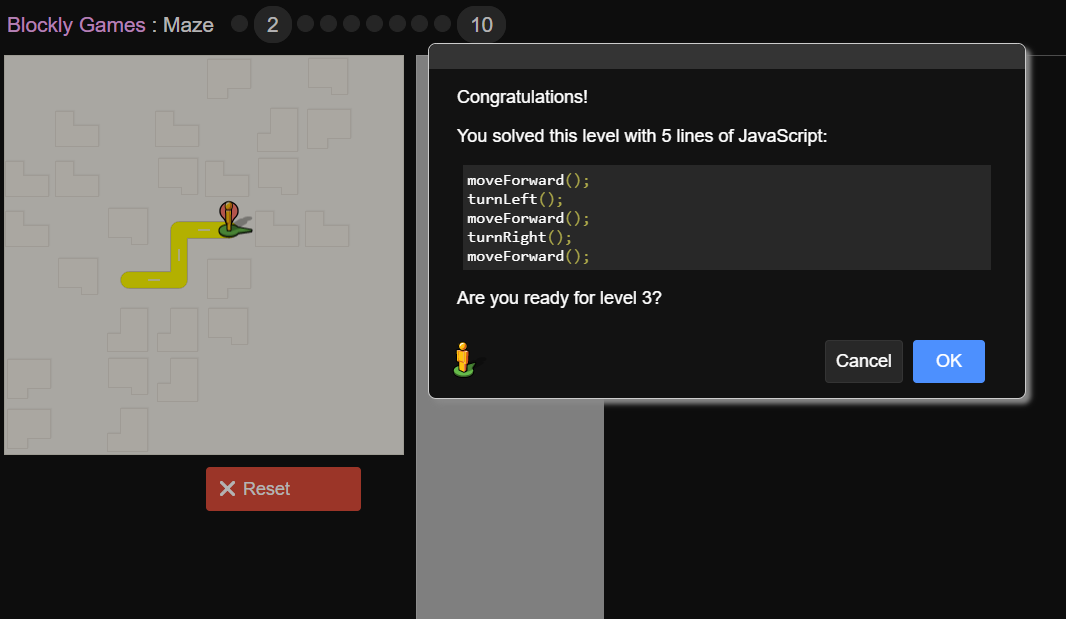 Blockly Games : Maze 2 10
Congratulations!
You solved this level with 5 lines of JavaScript:
moveForward();
turnLeft();
moveForward();
turnRight();
moveForward();
Are you ready for level 3?
Cancel OK
Reset